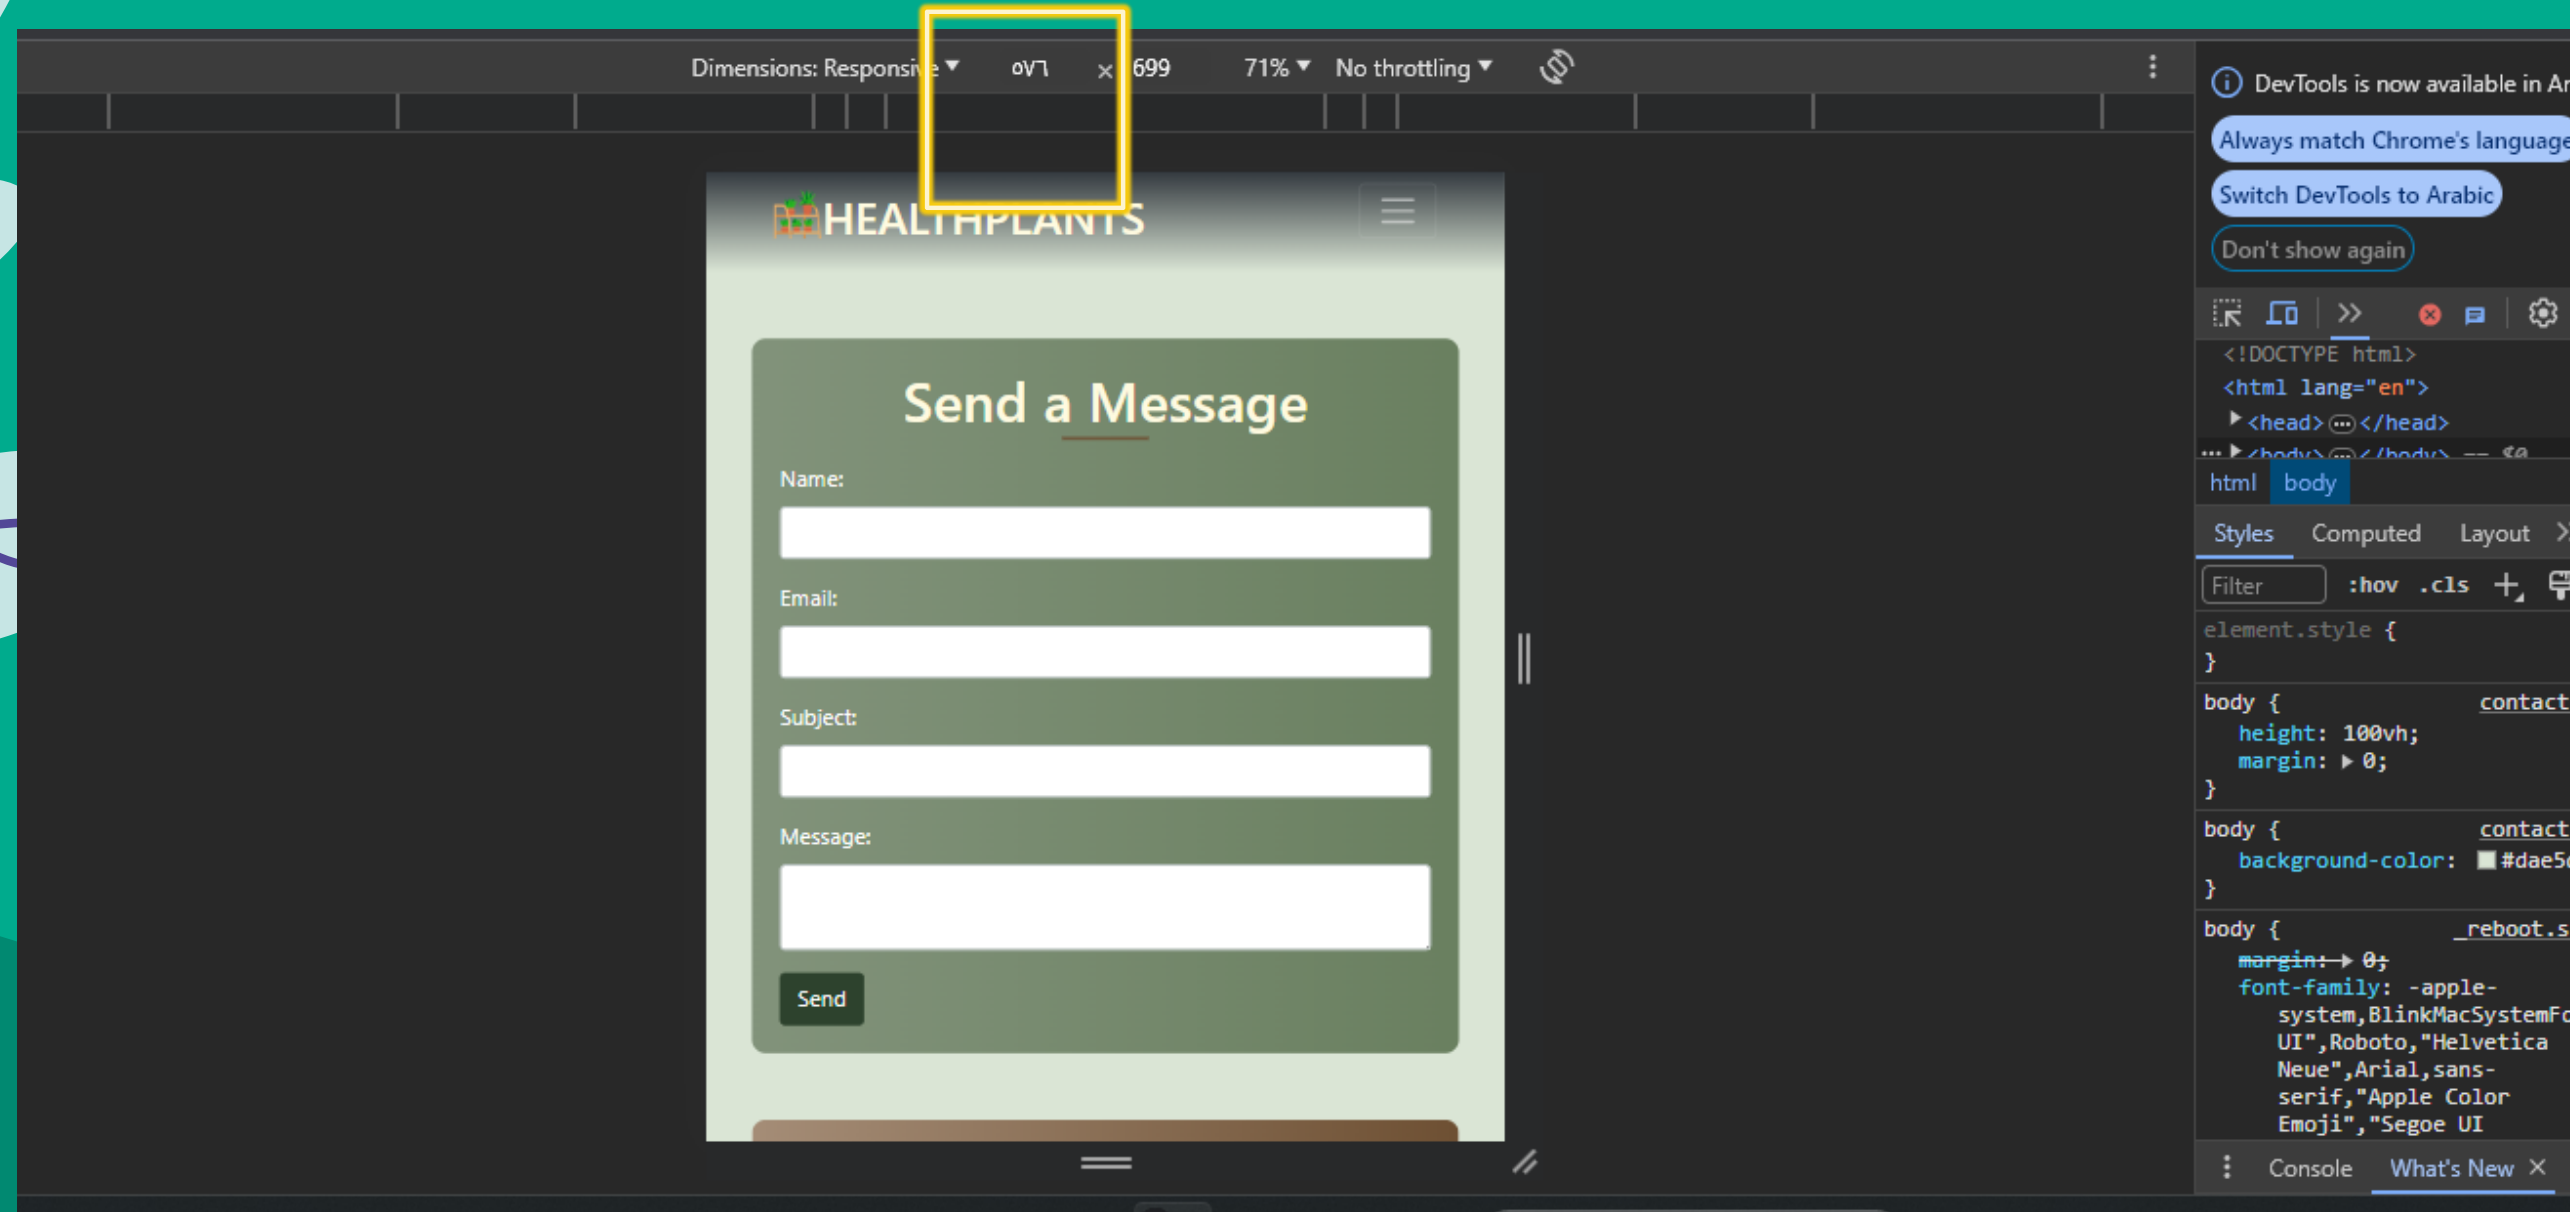 Dimensions: Responsive ٥٧٦ × 699 71% No throttling
DevTools is now available in
Always match Chrome's language
Switch DevTools to Arabic
Don't show again
HEALTHPLANTS
Send a Message
Name:
Email:
Subject:
Message:
Send
<!DOCTYPE html>
<html lang="en">
<head>…</head>
<body>…</body> == $0
html body
Styles Computed Layout
Filter :hov .cls
element.style {
}
body { contact
height: 100vh;
margin: 0;
}
body { contact
background-color: #dae5
}
body { _reboot.s
margin: 0;
font-family: -apple-
system,BlinkMacSystemFo
UI",Roboto,"Helvetica
Neue",Arial,sans-
serif,"Apple Color
Emoji","Segoe UI
Console What's New